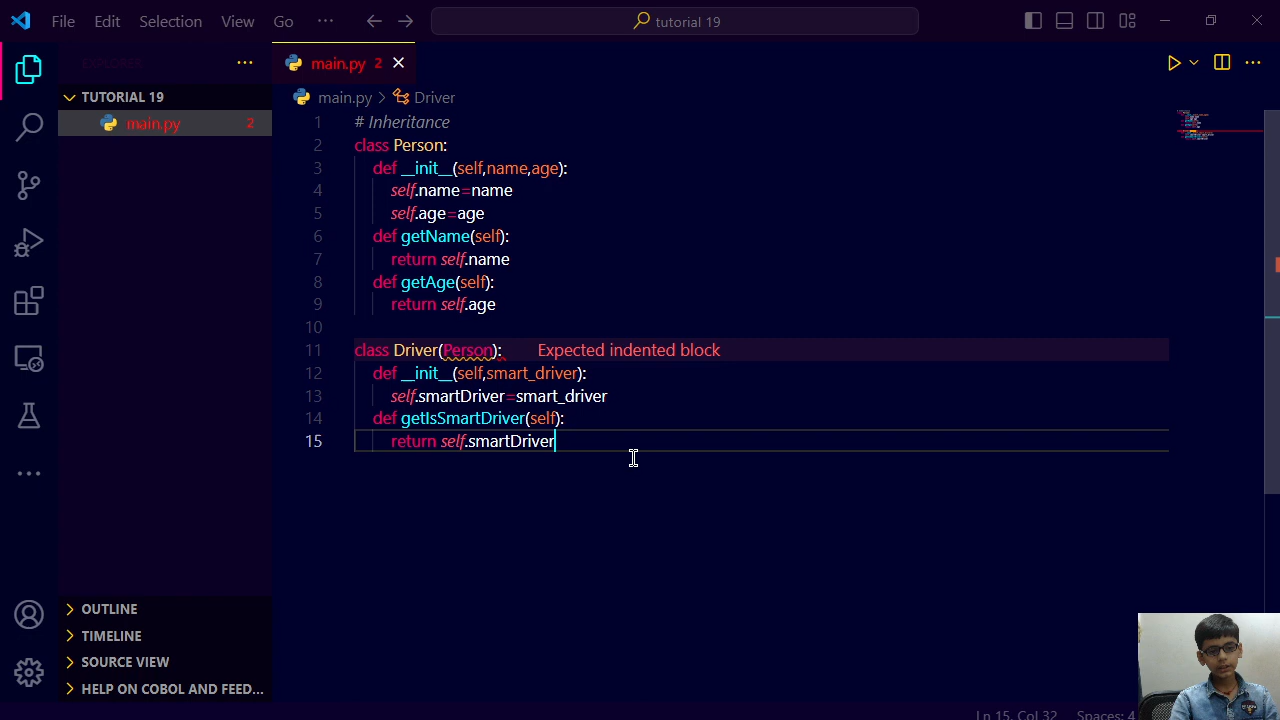 File Edit Selection View Go ··· tutorial 19
main.py 2
TUTORIAL 19
main.py 2
main.py > Driver
1 # Inheritance
2 class Person:
3 def __init__(self,name,age):
4 self.name=name
5 self.age=age
6 def getName(self):
7 return self.name
8 def getAge(self):
9 return self.age
10
11 class Driver(Person): Expected indented block
12 def __init__(self,smart_driver):
13 self.smartDriver=smart_driver
14 def getIsSmartDriver(self):
15 return self.smartDriver
OUTLINE
TIMELINE
SOURCE VIEW
HELP ON COBOL AND FEED...
Ln 15, Col 32 Spaces: 4